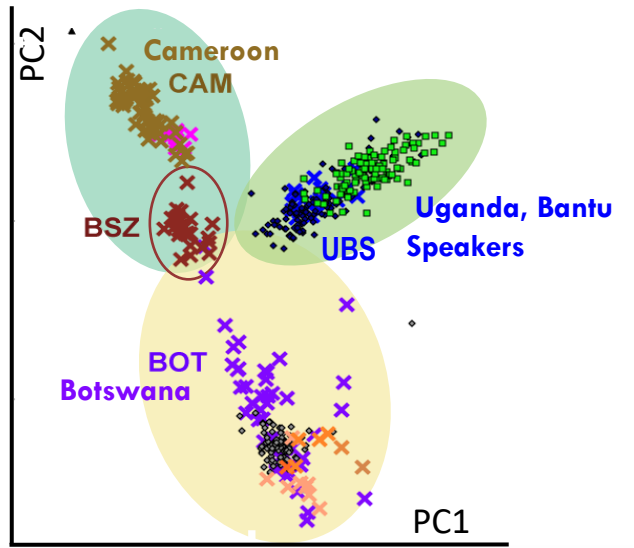 PC2
Cameroon
CAM
BSZ
Uganda, Bantu
UBS Speakers
BOT
Botswana
PC1